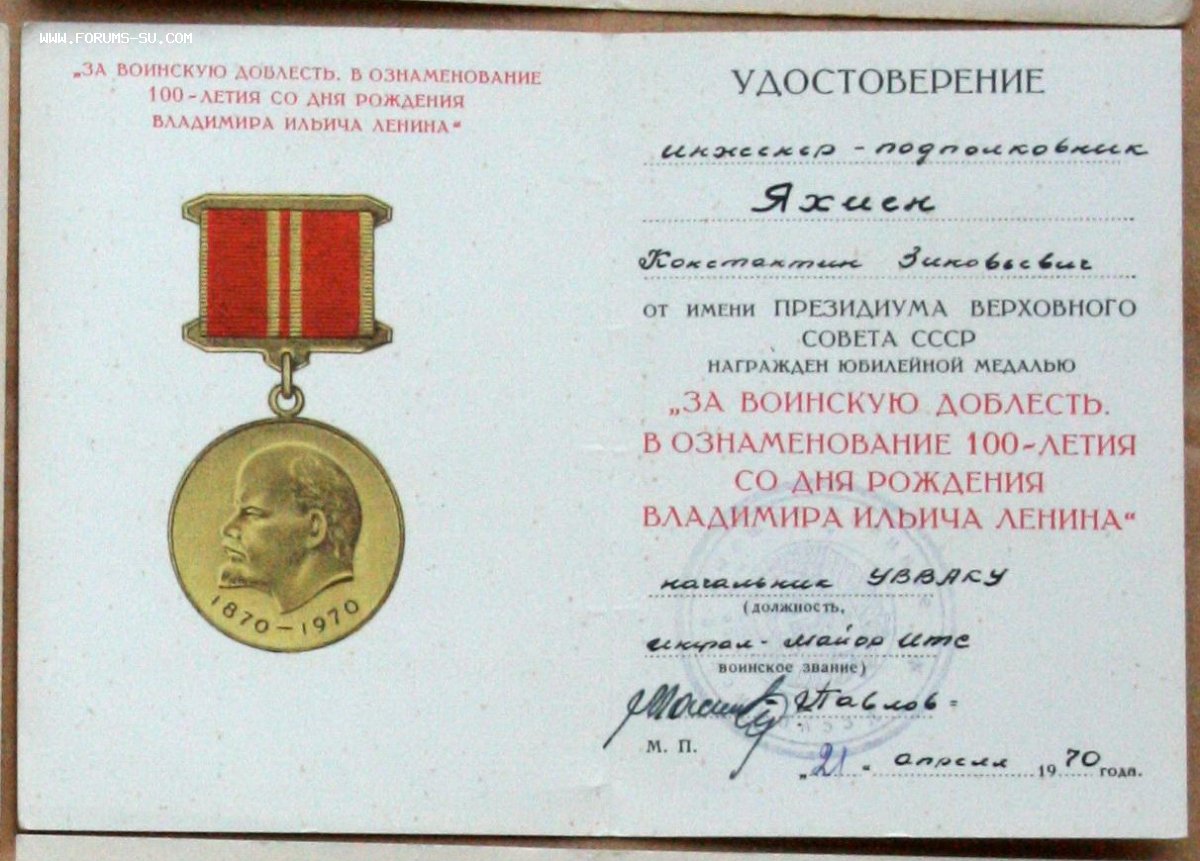 WWW.FORUMS-SU.COM
„ЗА ВОИНСКУЮ ДОБЛЕСТЬ. В ОЗНАМЕНОВАНИЕ
100-ЛЕТИЯ СО ДНЯ РОЖДЕНИЯ
ВЛАДИМИРА ИЛЬИЧА ЛЕНИНА“
1870-1970
УДОСТОВЕРЕНИЕ
инженер-подполковник
Яхиен
Константин Зиновьевич
ОТ ИМЕНИ ПРЕЗИДИУМА ВЕРХОВНОГО
СОВЕТА СССР
НАГРАЖДЕН ЮБИЛЕЙНОЙ МЕДАЛЬЮ
„ЗА ВОИНСКУЮ ДОБЛЕСТЬ.
В ОЗНАМЕНОВАНИЕ 100-ЛЕТИЯ
СО ДНЯ РОЖДЕНИЯ
ВЛАДИМИРА ИЛЬИЧА ЛЕНИНА“
начальник УВВАКУ
(ДОЛЖНОСТЬ,
майор итс
ВОИНСКОЕ ЗВАНИЕ)
Павлов
М. П.
„21“ апреля 1970 года.